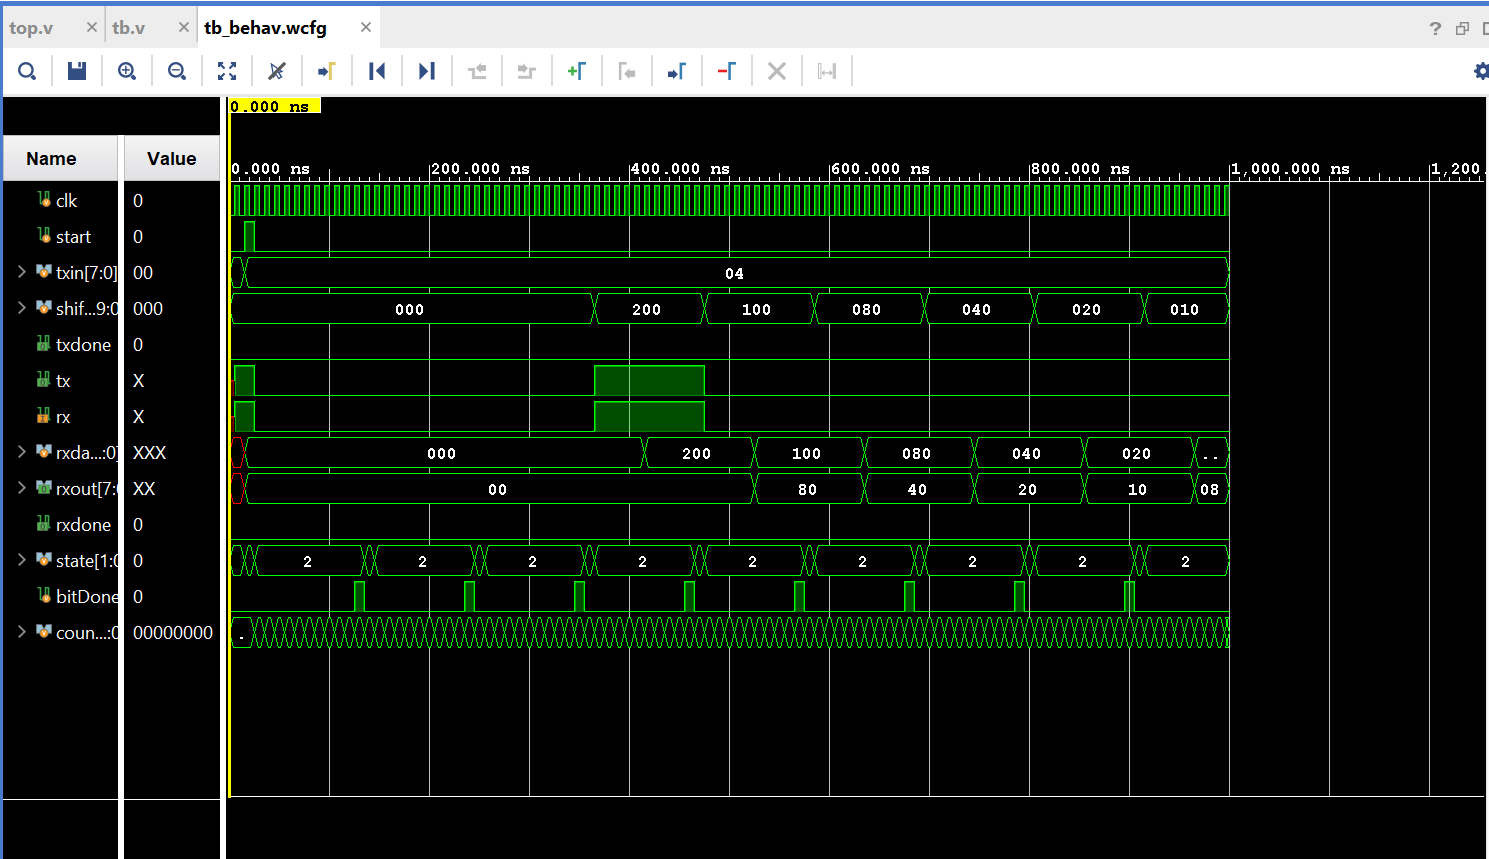 top.v × tb.v × tb_behav.wcfg × ?
0.000 ns
Name Value
0.000 ns 200.000 ns 400.000 ns 600.000 ns 800.000 ns 1,000.000 ns 1,200.
clk 0
start 0
txin[7:0] 00 04
shif...9:0 000 000 200 100 080 040 020 010
txdone 0
tx X
rx X
rxda...:0] XXX 000 200 100 080 040 020 ..
rxout[7:0 XX 00 80 40 20 10 08
rxdone 0
state[1:0 0 2 2 2 2 2 2 2 2 2
bitDone 0
coun...:0 00000000 .